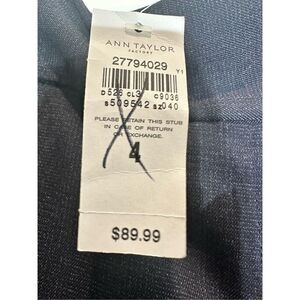 ANN TAYLOR
FACTORY
27794029 Y1
D526 CL3 C9036
S509542 SZ040
PLEASE RETAIN THIS STUB
IN CASE OF RETURN
OR EXCHANGE.
4
$89.99